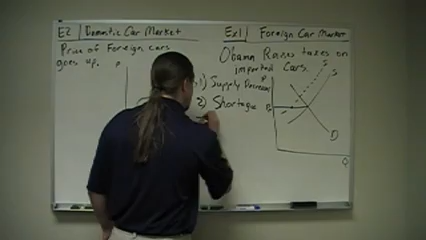 E2 Domestic Car Market
Price of Foreign cars
goes up.
P
Ex1 Foreign Car Market
Obama Raises taxes on
imported Cars.
1) Supply Decrease
2) Shortage
P
S
S
D
Q